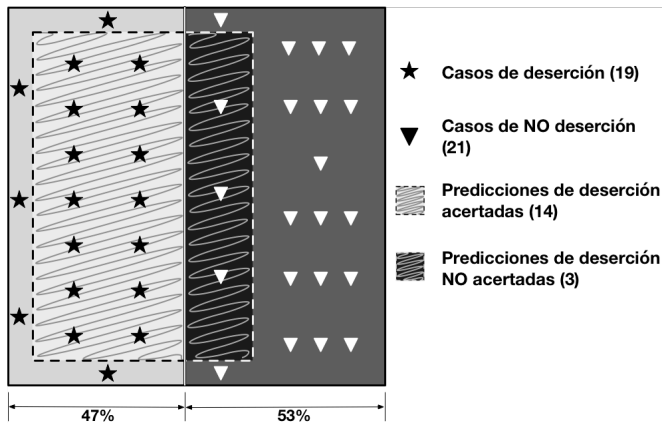 Casos de deserción (19)
Casos de NO deserción
(21)
Predicciones de deserción
acertadas (14)
Predicciones de deserción
NO acertadas (3)
47%
53%